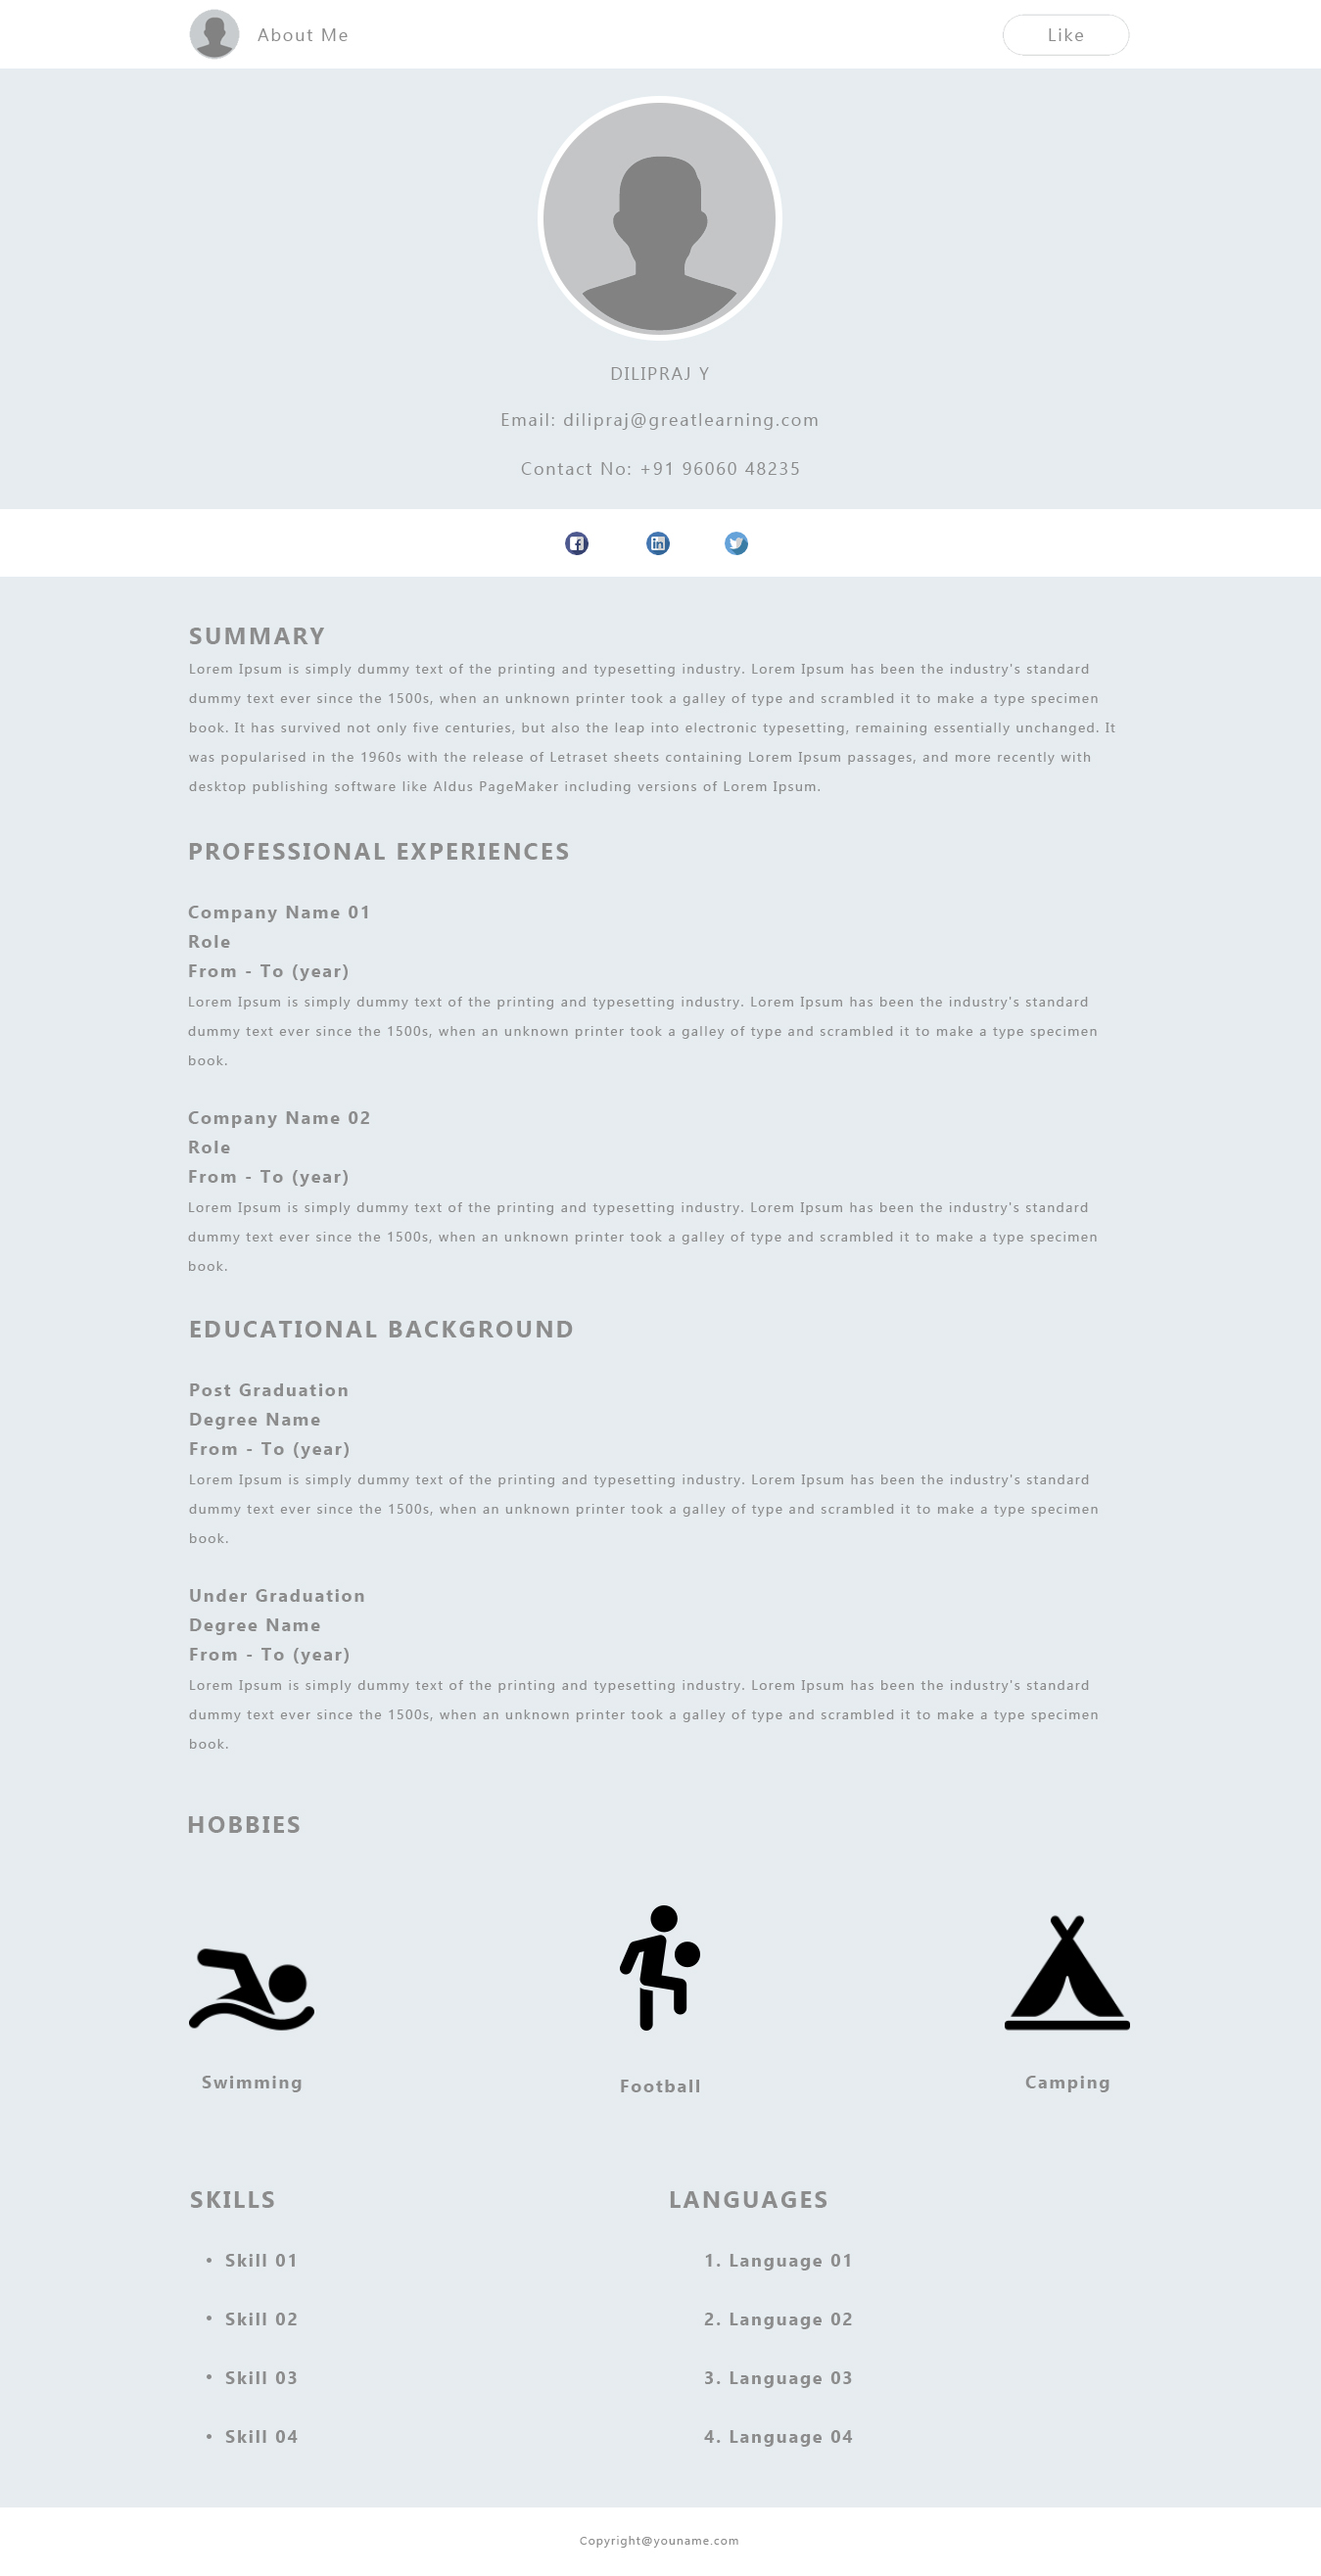 About Me
Like
DILIPRAJ Y
Email: dilipraj@greatlearning.com
Contact No: +91 96060 48235
SUMMARY
Lorem Ipsum is simply dummy text of the printing and typesetting industry. Lorem Ipsum has been the industry's standard
dummy text ever since the 1500s, when an unknown printer took a galley of type and scrambled it to make a type specimen
book. It has survived not only five centuries, but also the leap into electronic typesetting, remaining essentially unchanged. It
was popularised in the 1960s with the release of Letraset sheets containing Lorem Ipsum passages, and more recently with
desktop publishing software like Aldus PageMaker including versions of Lorem Ipsum.
PROFESSIONAL EXPERIENCES
Company Name 01
Role
From - To (year)
Lorem Ipsum is simply dummy text of the printing and typesetting industry. Lorem Ipsum has been the industry's standard
dummy text ever since the 1500s, when an unknown printer took a galley of type and scrambled it to make a type specimen
book.
Company Name 02
Role
From - To (year)
Lorem Ipsum is simply dummy text of the printing and typesetting industry. Lorem Ipsum has been the industry's standard
dummy text ever since the 1500s, when an unknown printer took a galley of type and scrambled it to make a type specimen
book.
EDUCATIONAL BACKGROUND
Post Graduation
Degree Name
From - To (year)
Lorem Ipsum is simply dummy text of the printing and typesetting industry. Lorem Ipsum has been the industry's standard
dummy text ever since the 1500s, when an unknown printer took a galley of type and scrambled it to make a type specimen
book.
Under Graduation
Degree Name
From - To (year)
Lorem Ipsum is simply dummy text of the printing and typesetting industry. Lorem Ipsum has been the industry's standard
dummy text ever since the 1500s, when an unknown printer took a galley of type and scrambled it to make a type specimen
book.
HOBBIES
Swimming
Football
Camping
SKILLS
• Skill 01
• Skill 02
• Skill 03
• Skill 04
LANGUAGES
1. Language 01
2. Language 02
3. Language 03
4. Language 04
Copyright@youname.com